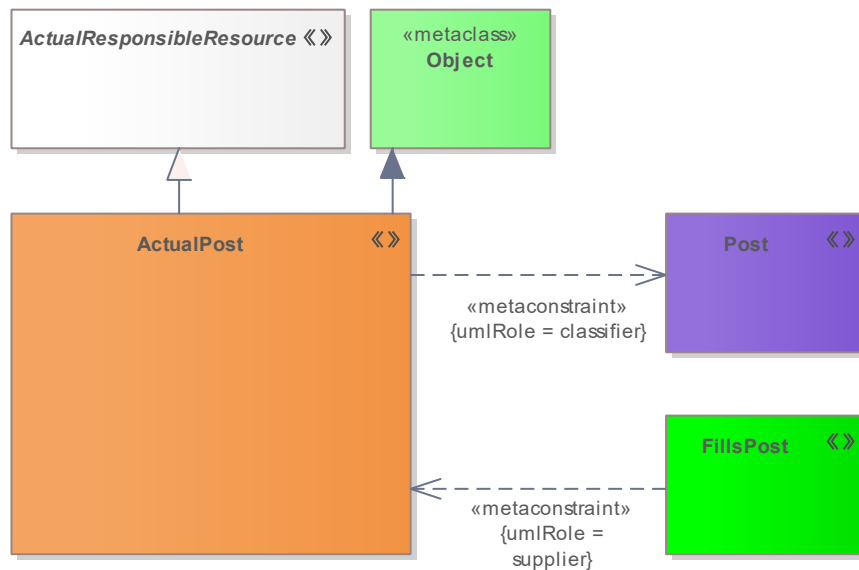 ActualResponsibleResource «»
«metaclass»
Object
ActualPost «»
Post «»
«metaconstraint»
{umlRole = classifier}
FillsPost «»
«metaconstraint»
{umlRole =
supplier}